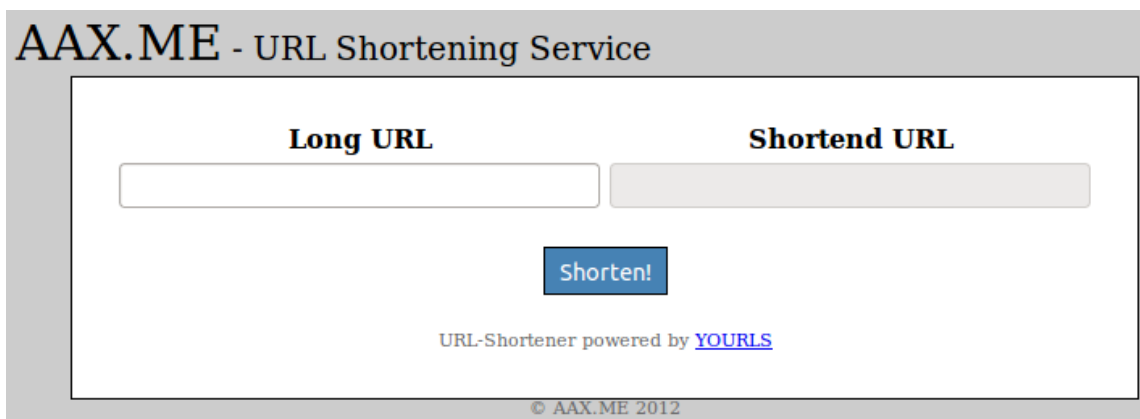 AAX.ME - URL Shortening Service
Long URL Shortend URL
Shorten!
URL-Shortener powered by YOURLS
© AAX.ME 2012